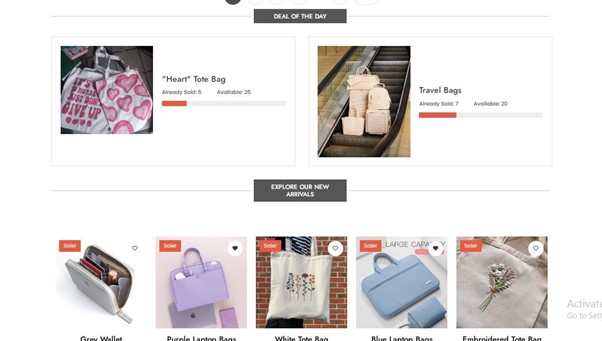 DEAL OF THE DAY
"Heart" Tote Bag
Already Sold: 5 Available: 25
Travel Bags
Already Sold: 7 Available: 20
EXPLORE OUR NEW
ARRIVALS
Sale! Sale! Sale! Sale! LARGE CAPACITY Sale!
Grey Wallet Purple Laptop Bags White Tote Bag Blue Laptop Bags Embroidered Tote Bag
Activate
Go to Sett